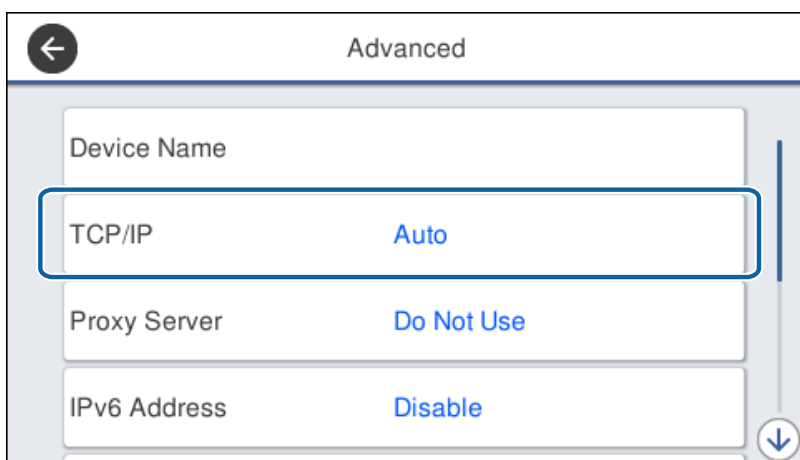 Advanced
Device Name
TCP/IP Auto
Proxy Server Do Not Use
IPv6 Address Disable